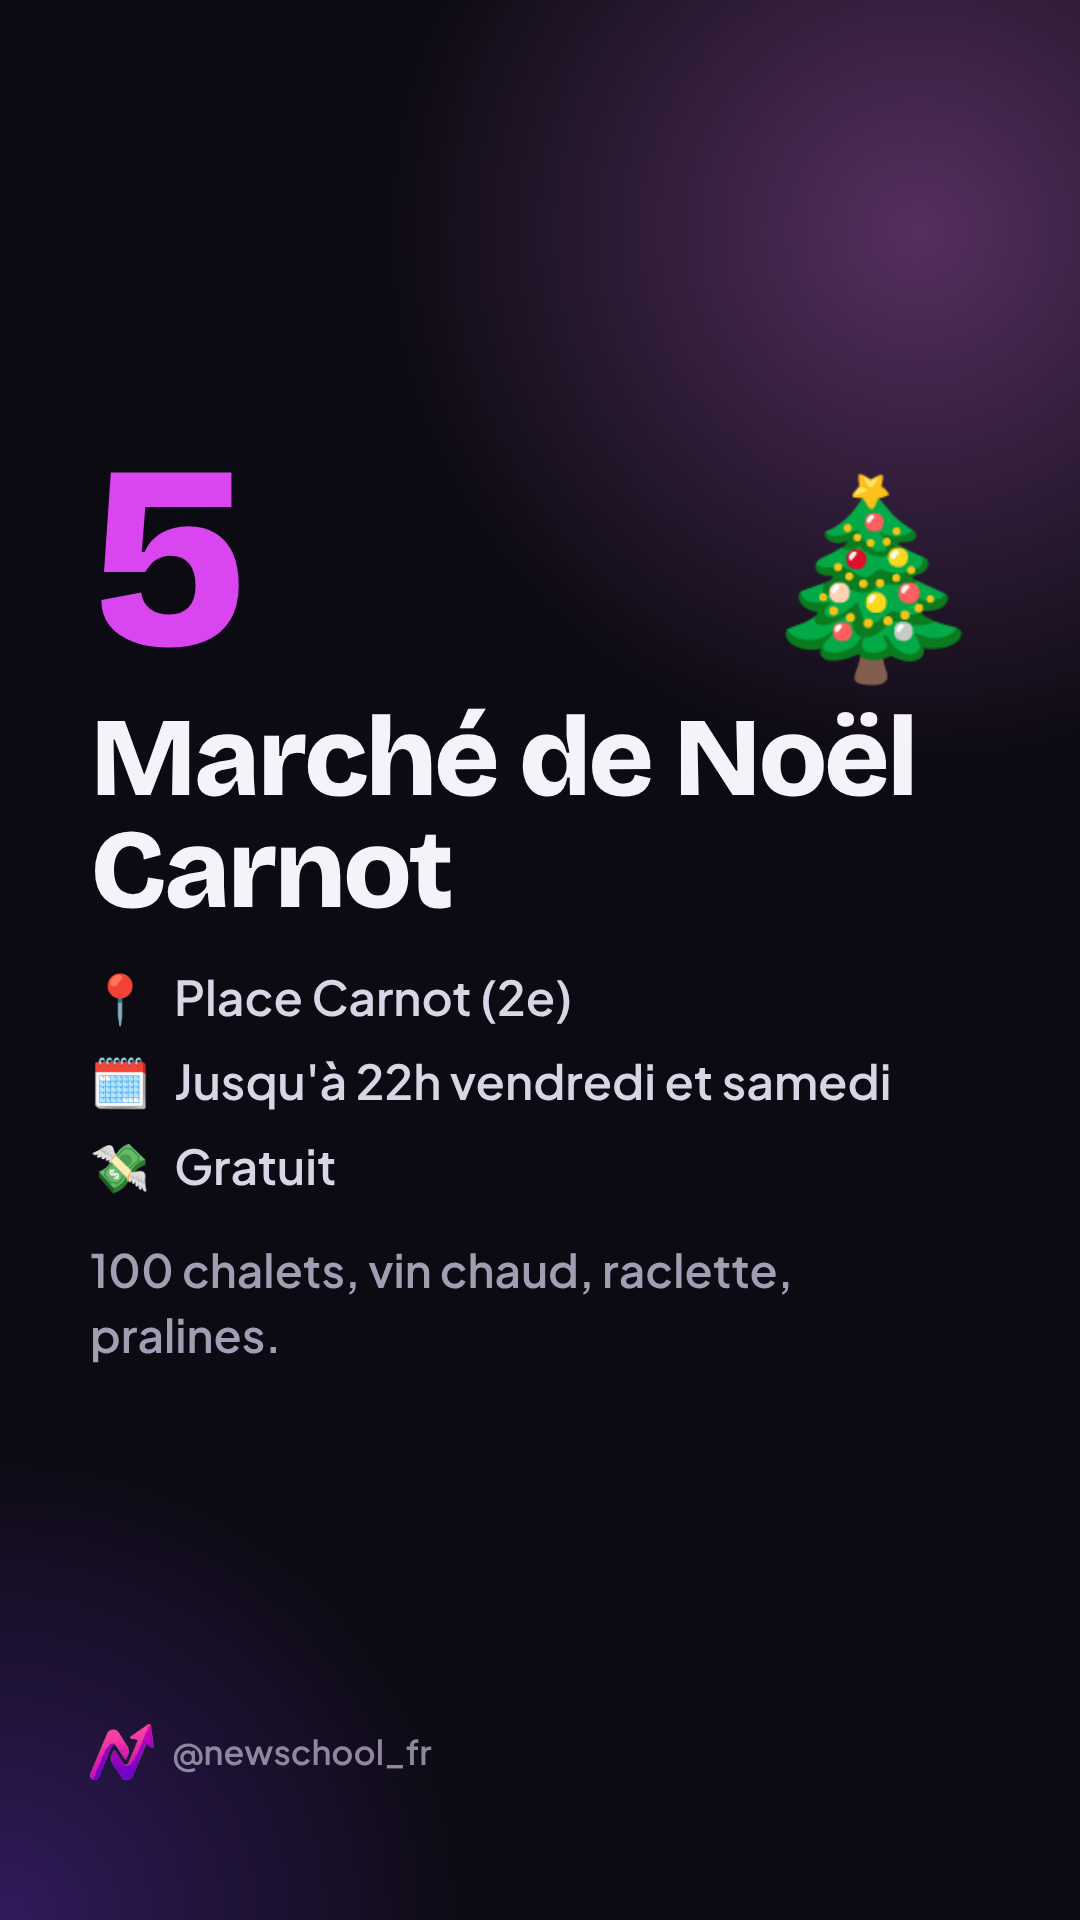 5
Marché de Noël
Carnot
Place Carnot (2e)
Jusqu'à 22h vendredi et samedi
Gratuit
100 chalets, vin chaud, raclette,
pralines.
@newschool_fr